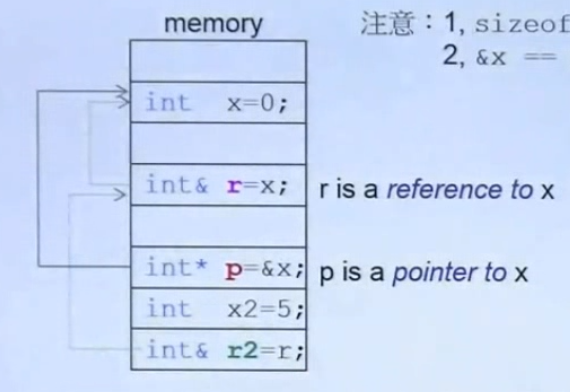 memory
注意：1, sizeof
2, &x ==
int x=0;
int& r=x; r is a reference to x
int* p=&x; p is a pointer to x
int x2=5;
int& r2=r;